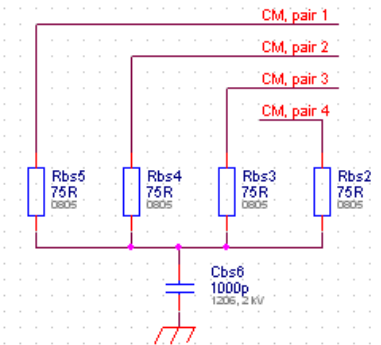 CM, pair 1
CM, pair 2
CM, pair 3
CM, pair 4
Rbs5
75R
0805
Rbs4
75R
0805
Rbs3
75R
0805
Rbs2
75R
0805
Cbs6
1000p
1206, 2 kV